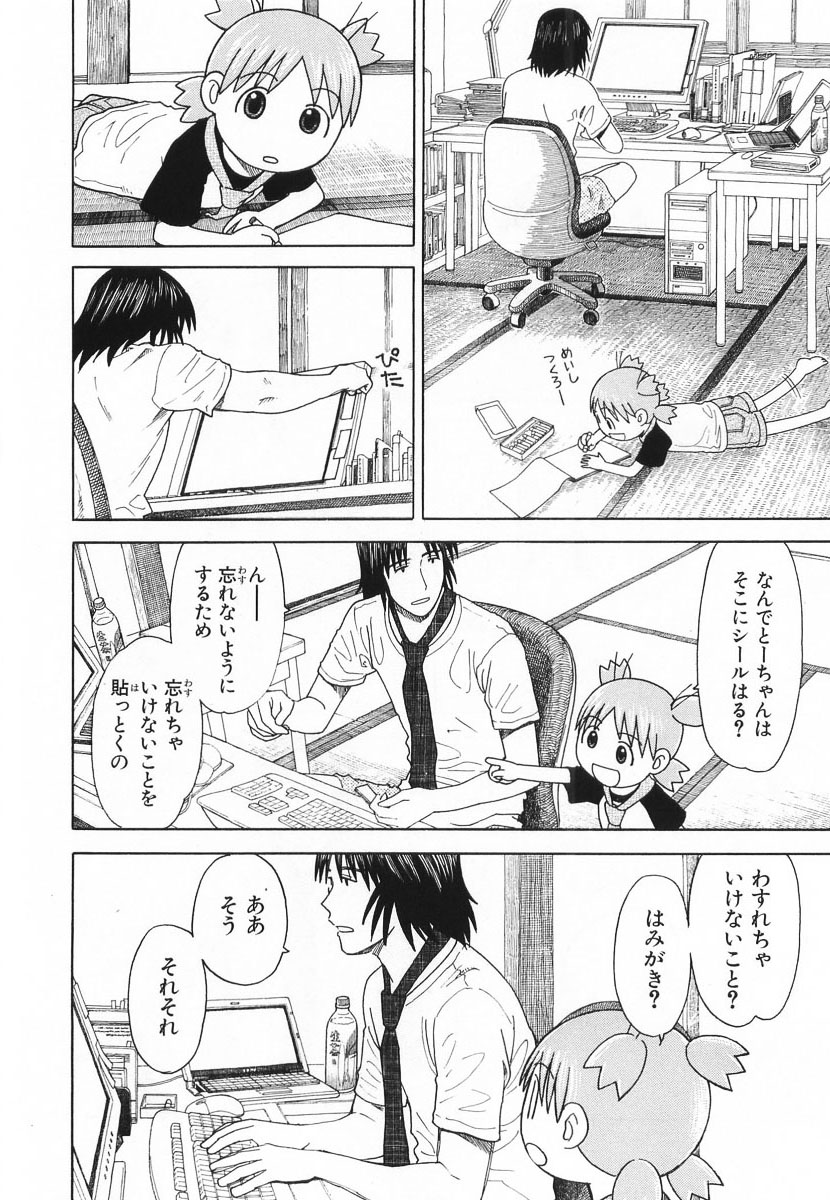 めいし
つくろー
ぴた
なんでとーちゃんは
そこにシールはる？
んー
忘れないように
するため
忘れちゃ
いけないことを
貼っとくの
わすれちゃ
いけないこと？
はみがき？
ああ
そう
それそれ